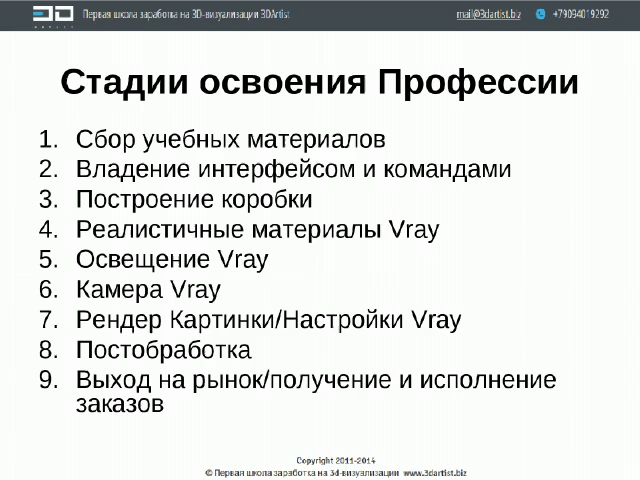 3D Первая школа заработка на 3D-визуализации 3DArtist mail@3dartist.biz +79094019292
Стадии освоения Профессии
1. Сбор учебных материалов
2. Владение интерфейсом и командами
3. Построение коробки
4. Реалистичные материалы Vray
5. Освещение Vray
6. Камера Vray
7. Рендер Картинки/Настройки Vray
8. Постобработка
9. Выход на рынок/получение и исполнение
заказов
Copyright 2011-2014
© Первая школа заработка на 3d-визуализации www.3dartist.biz